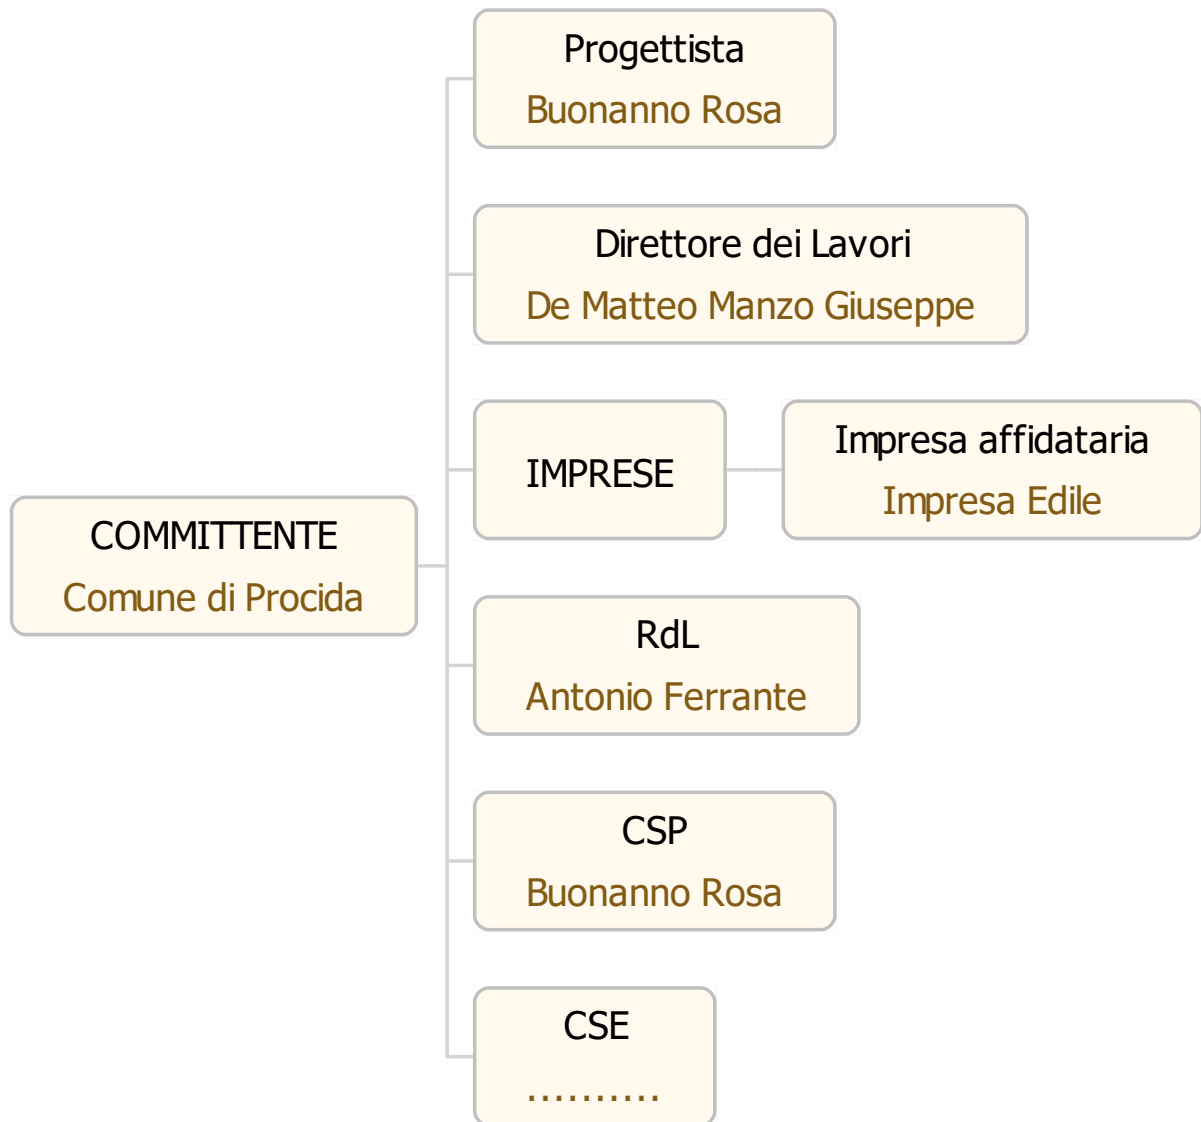 Progettista
Buonanno Rosa
Direttore dei Lavori
De Matteo Manzo Giuseppe
IMPRESE
Impresa affidataria
Impresa Edile
COMMITTENTE
Comune di Procida
RdL
Antonio Ferrante
CSP
Buonanno Rosa
CSE
..........